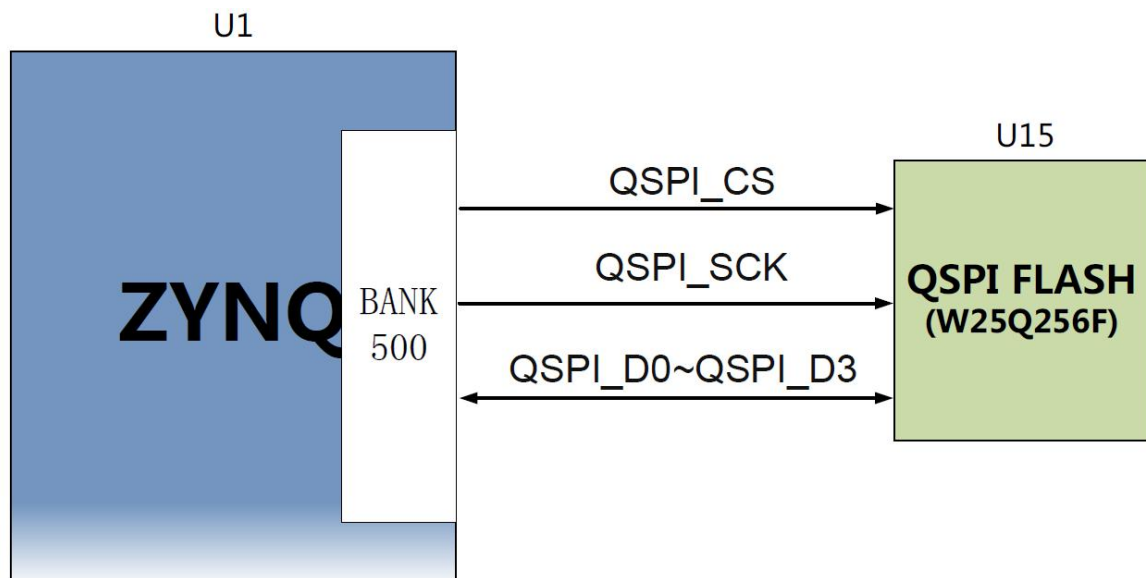 U1
U15
ZYNQ
BANK
500
QSPI_CS
QSPI_SCK
QSPI_D0~QSPI_D3
QSPI FLASH
(W25Q256F)